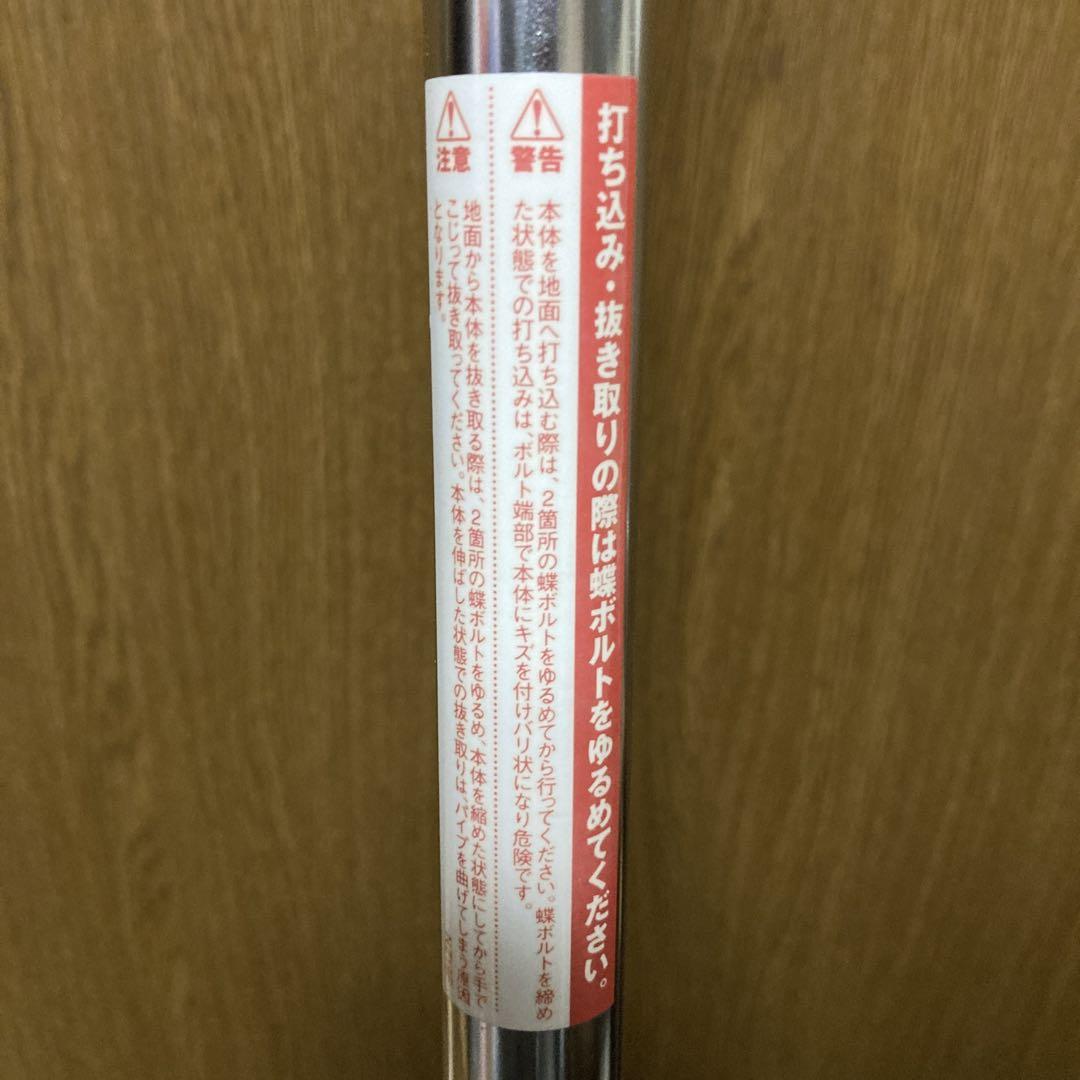 打ち込み・抜き取りの際は蝶ボルトをゆるめてください。
警告
本体を地面へ打ち込む際は、2箇所の蝶ボルトをゆるめてから行ってください。蝶ボルトを締め
た状態での打ち込みは、ボルト端部で本体にキズを付けバリ状になり危険です。
注意
地面から本体を抜き取る際は、2箇所の蝶ボルトをゆるめ、本体を縮めた状態にしてから手で
こじって抜き取ってください。本体を伸ばした状態での抜き取りは、パイプを曲げてしまう原因
となります。